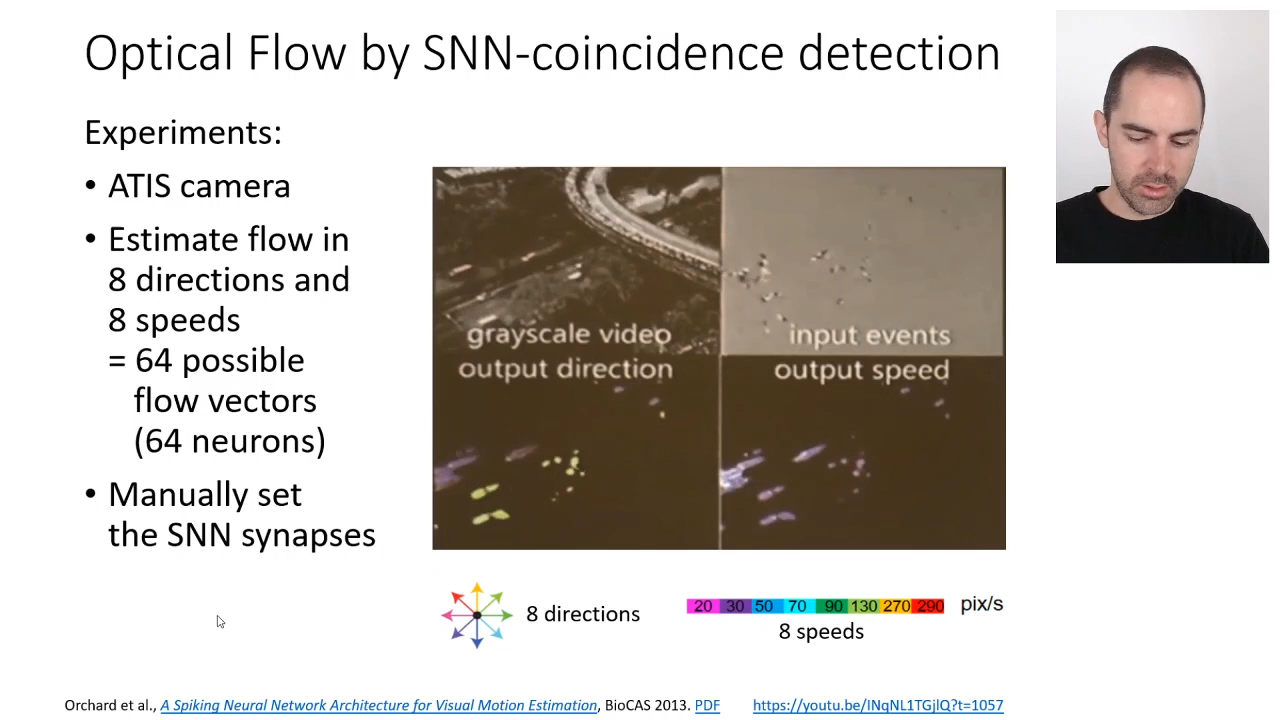 Optical Flow by SNN-coincidence detection
Experiments:
• ATIS camera
• Estimate flow in
8 directions and
8 speeds
= 64 possible
flow vectors
(64 neurons)
• Manually set
the SNN synapses
grayscale video
input events
output direction
output speed
8 directions
20 30 50 70 90 130 270 290 pix/s
8 speeds
Orchard et al., A Spiking Neural Network Architecture for Visual Motion Estimation, BioCAS 2013. PDF
https://youtu.be/INqNL1TGjlQ?t=1057